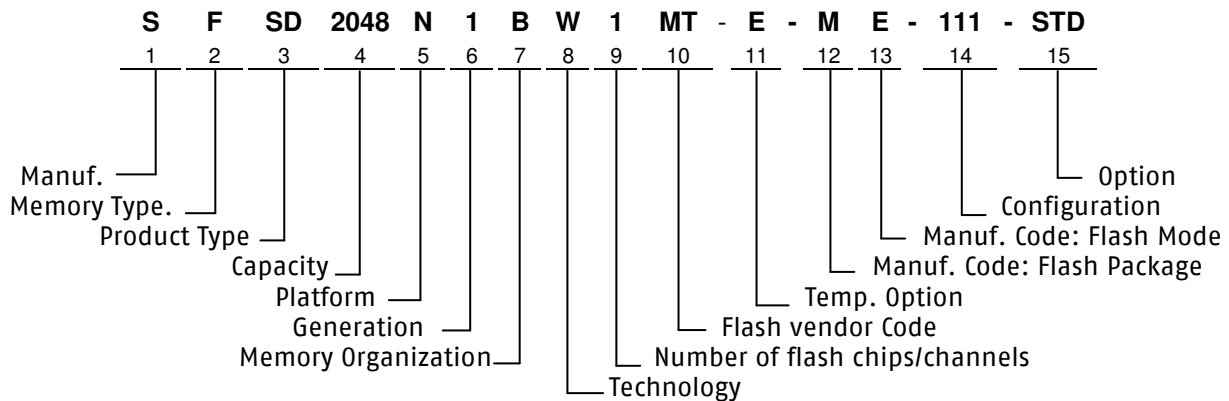 S F SD 2048 N 1 B W 1 MT - E - M E - 111 - STD
1 2 3 4 5 6 7 8 9 10 11 12 13 14 15
Manuf. Option
Memory Type. Configuration
Product Type Manuf. Code: Flash Mode
Capacity Manuf. Code: Flash Package
Platform Temp. Option
Generation Flash vendor Code
Memory Organization Number of flash chips/channels
Technology